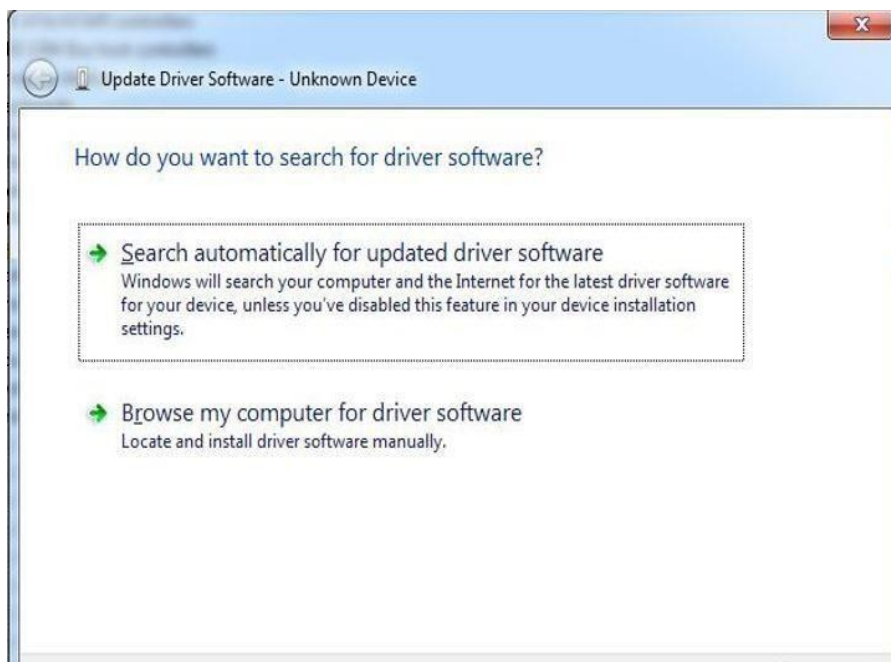 Update Driver Software - Unknown Device
How do you want to search for driver software?
Search automatically for updated driver software
Windows will search your computer and the Internet for the latest driver software
for your device, unless you've disabled this feature in your device installation
settings.
Browse my computer for driver software
Locate and install driver software manually.